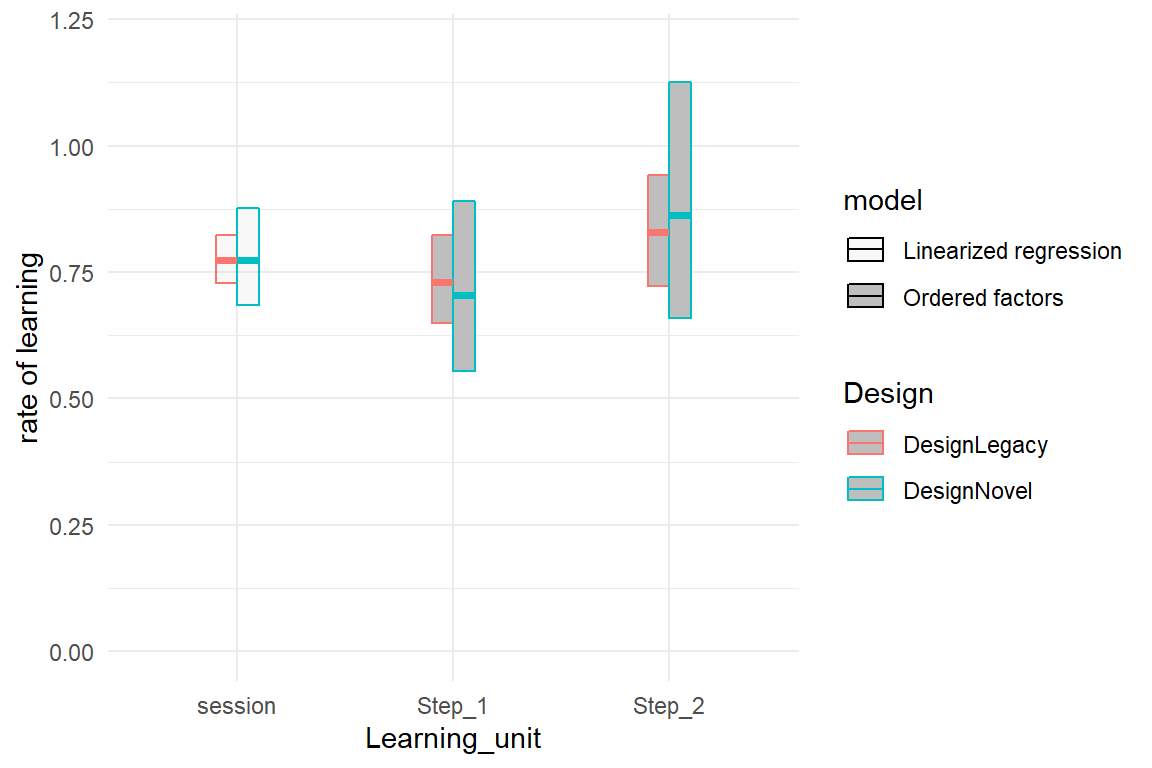 1.25
1.00
0.75
0.50
0.25
0.00
rate of learning
session
Step_1
Step_2
Learning_unit
model
Linearized regression
Ordered factors
Design
DesignLegacy
DesignNovel